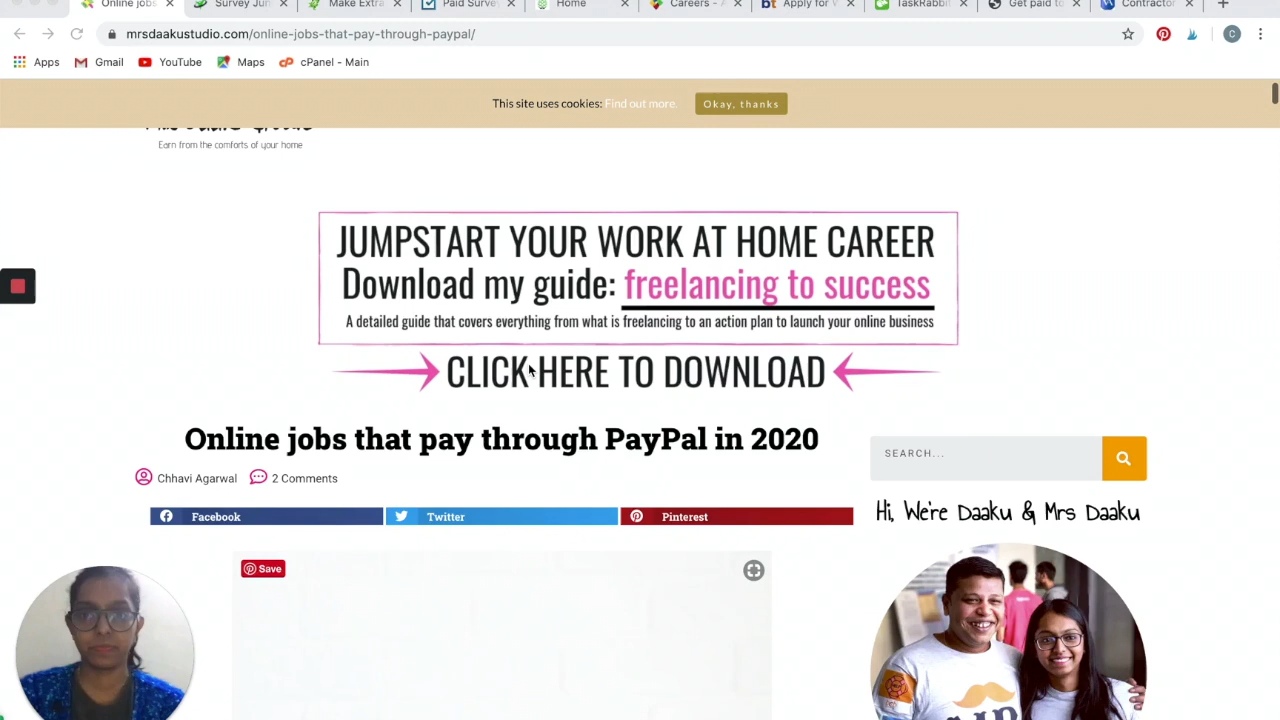 Online jobs
Survey Jun
Make Extra
Paid Surve
Home
Careers - A
Apply for W
TaskRabbit
Get paid to
Contractor
mrsdaakustudio.com/online-jobs-that-pay-through-paypal/
C
Apps
Gmail
YouTube
Maps
cPanel - Main
This site uses cookies: Find out more.
Okay, thanks
Earn from the comforts of your home
JUMPSTART YOUR WORK AT HOME CAREER
Download my guide: freelancing to success
A detailed guide that covers everything from what is freelancing to an action plan to launch your online business
CLICK HERE TO DOWNLOAD
Online jobs that pay through PayPal in 2020
Chhavi Agarwal
2 Comments
SEARCH...
Facebook
Twitter
Pinterest
Hi, We're Daaku & Mrs Daaku
Save